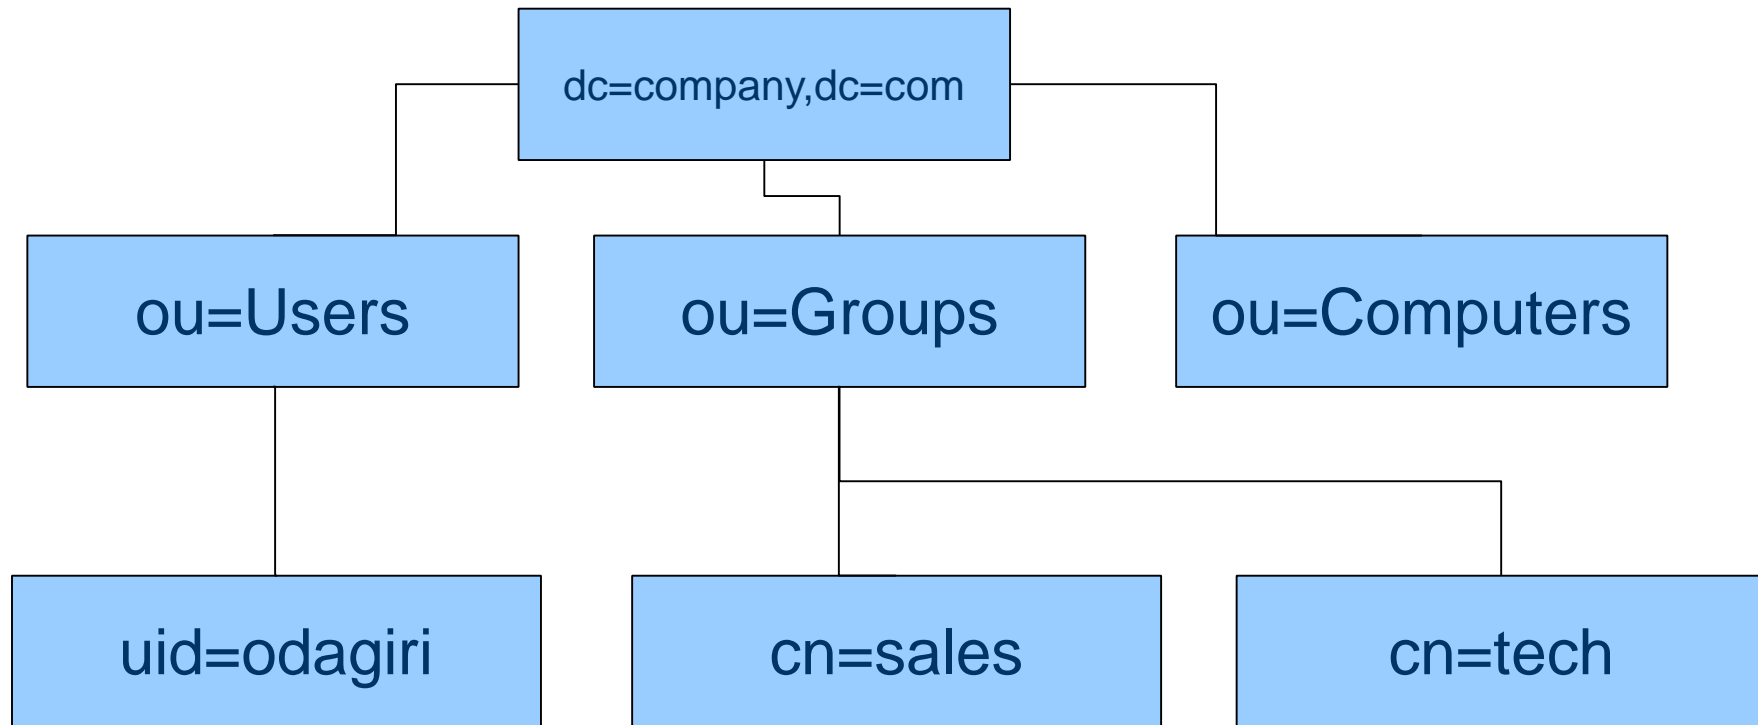 dc=company,dc=com
ou=Users
ou=Groups
ou=Computers
uid=odagiri
cn=sales
cn=tech